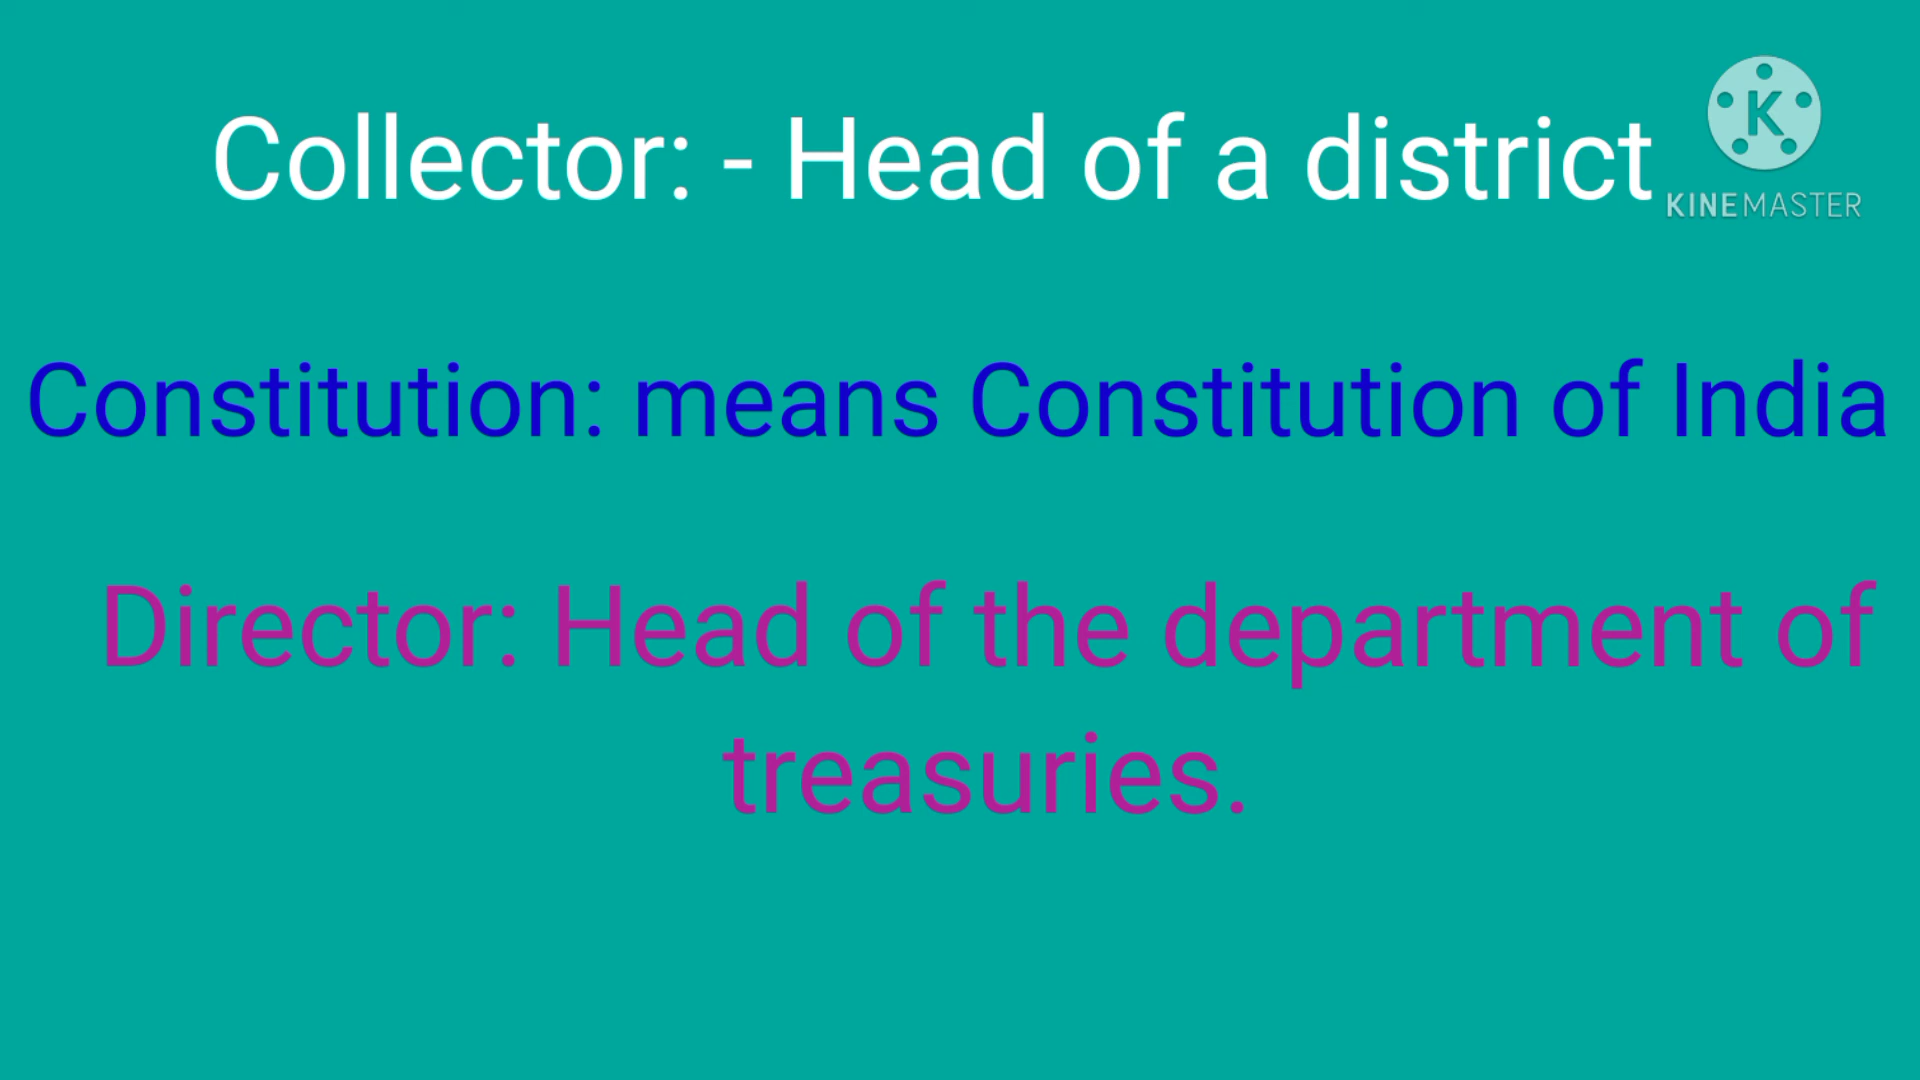 Collector: - Head of a district
K
KINEMASTER
Constitution: means Constitution of India
Director: Head of the department of
treasuries.